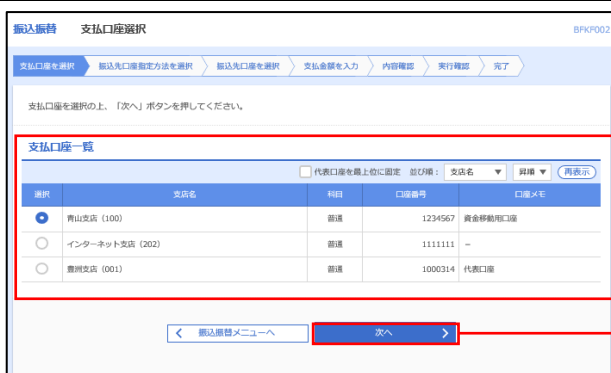 振込振替 支払口座選択 BFKF002
支払口座を選択 振込先口座指定方法を選択 振込先口座を選択 支払金額を入力 内容確認 実行確認 完了
支払口座を選択の上、「次へ」ボタンを押してください。
支払口座一覧
代表口座を最上位に固定 並び順： 支店名 ▼ 昇順 ▼ 再表示
選択 支店名 科目 口座番号 口座メモ
青山支店（100） 普通 1234567 資金移動用口座
インターネット支店（202） 普通 1111111 －
豊洲支店（001） 普通 1000314 代表口座
振込振替メニューへ 次へ